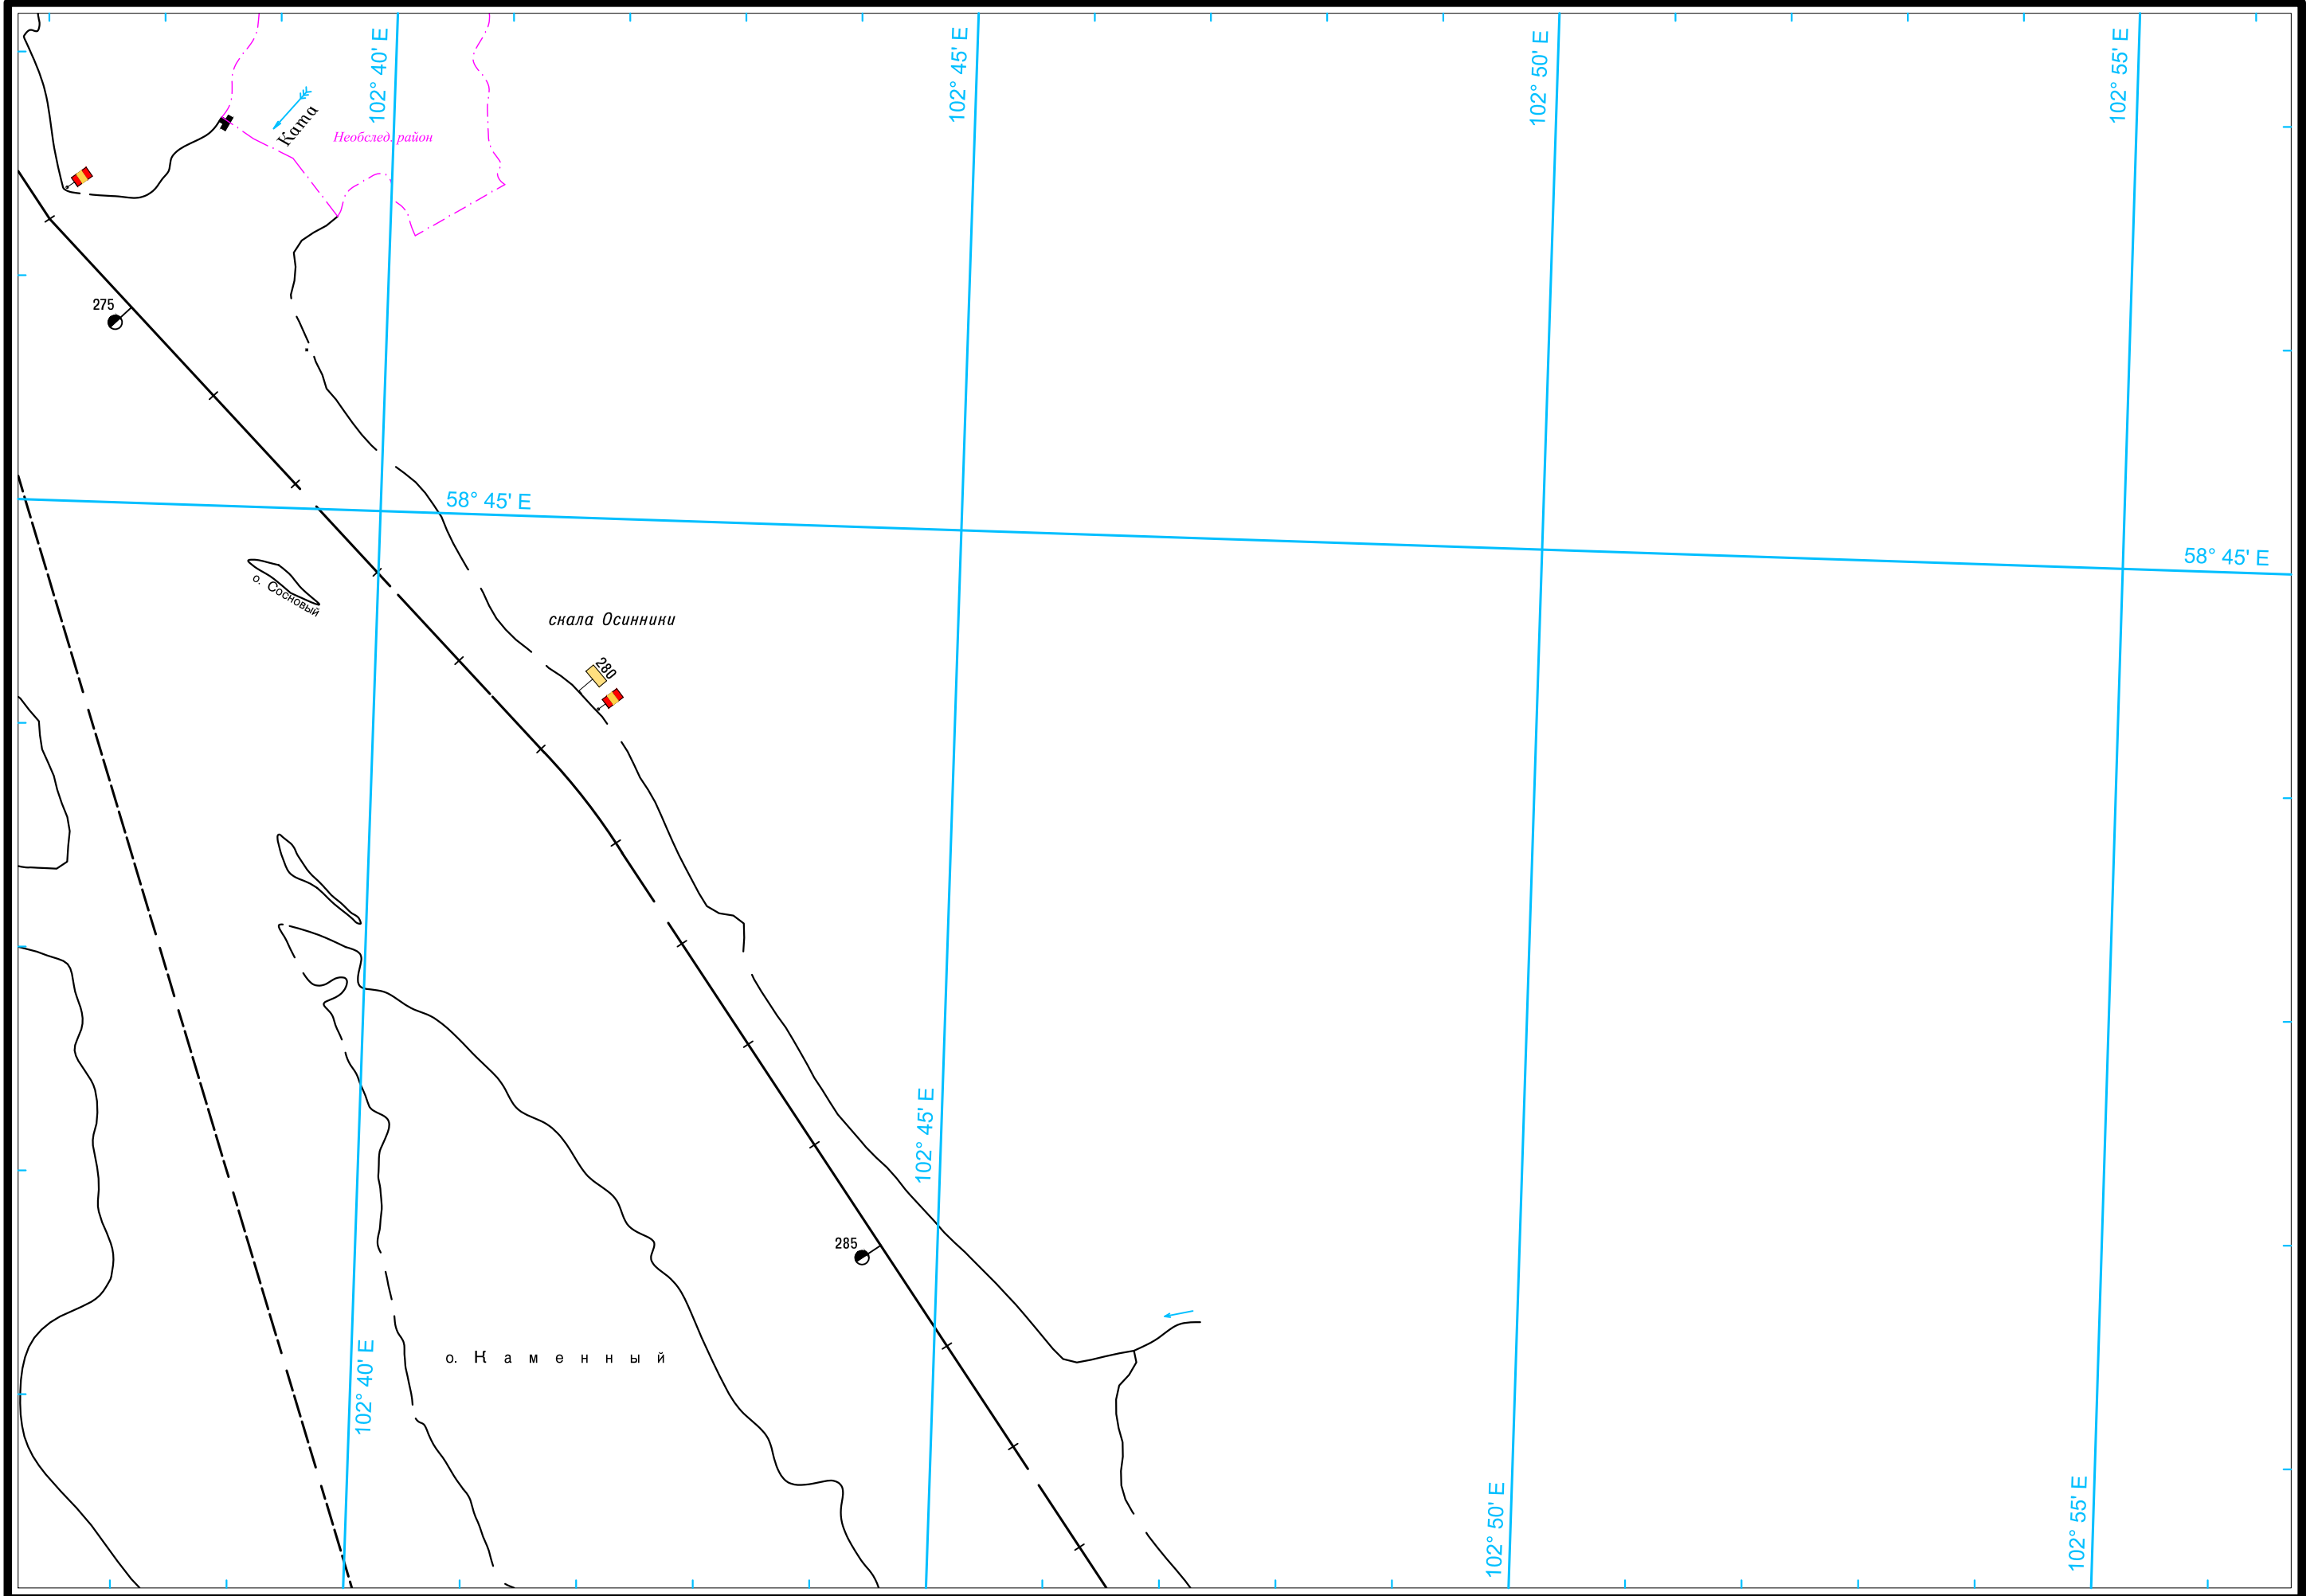 102° 40' E
102° 45' E
102° 50' E
102° 55' E
Ката
Необслед. район
275
58° 45' E
58° 45' E
о. Сосновый
скала Осинники
280
102° 45' E
285
102° 40' E
о. Каменный
102° 50' E
102° 55' E